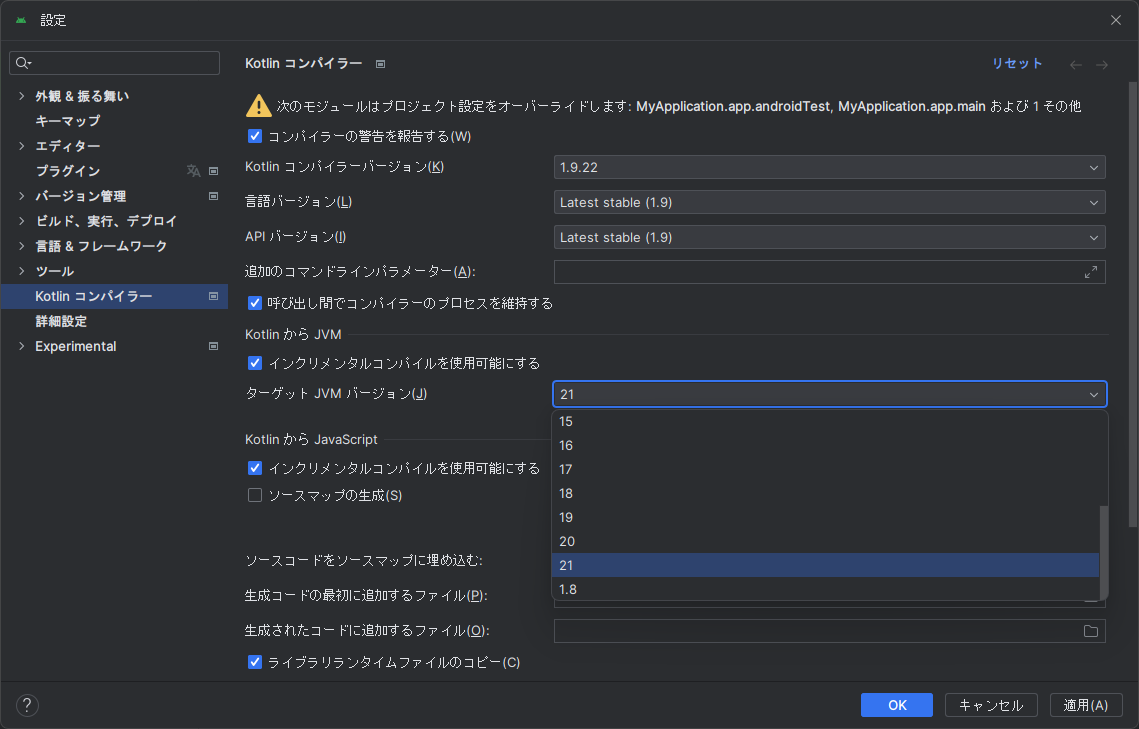 設定
Kotlin コンパイラー
リセット
外観 & 振る舞い
キーマップ
エディター
プラグイン
バージョン管理
ビルド、実行、デプロイ
言語 & フレームワーク
ツール
Kotlin コンパイラー
詳細設定
Experimental
次のモジュールはプロジェクト設定をオーバーライドします: MyApplication.app.androidTest, MyApplication.app.main および 1 その他
コンパイラーの警告を報告する(W)
Kotlin コンパイラーバージョン(K) 1.9.22
言語バージョン(L) Latest stable (1.9)
API バージョン(I) Latest stable (1.9)
追加のコマンドラインパラメーター(A):
呼び出し間でコンパイラーのプロセスを維持する
Kotlin から JVM
インクリメンタルコンパイルを使用可能にする
ターゲット JVM バージョン(J) 21
15
16
17
18
19
20
21
1.8
Kotlin から JavaScript
インクリメンタルコンパイルを使用可能にする
ソースマップの生成(S)
ソースコードをソースマップに埋め込む:
生成コードの最初に追加するファイル(P):
生成されたコードに追加するファイル(O):
ライブラリランタイムファイルのコピー(C)
?
OK
キャンセル
適用(A)